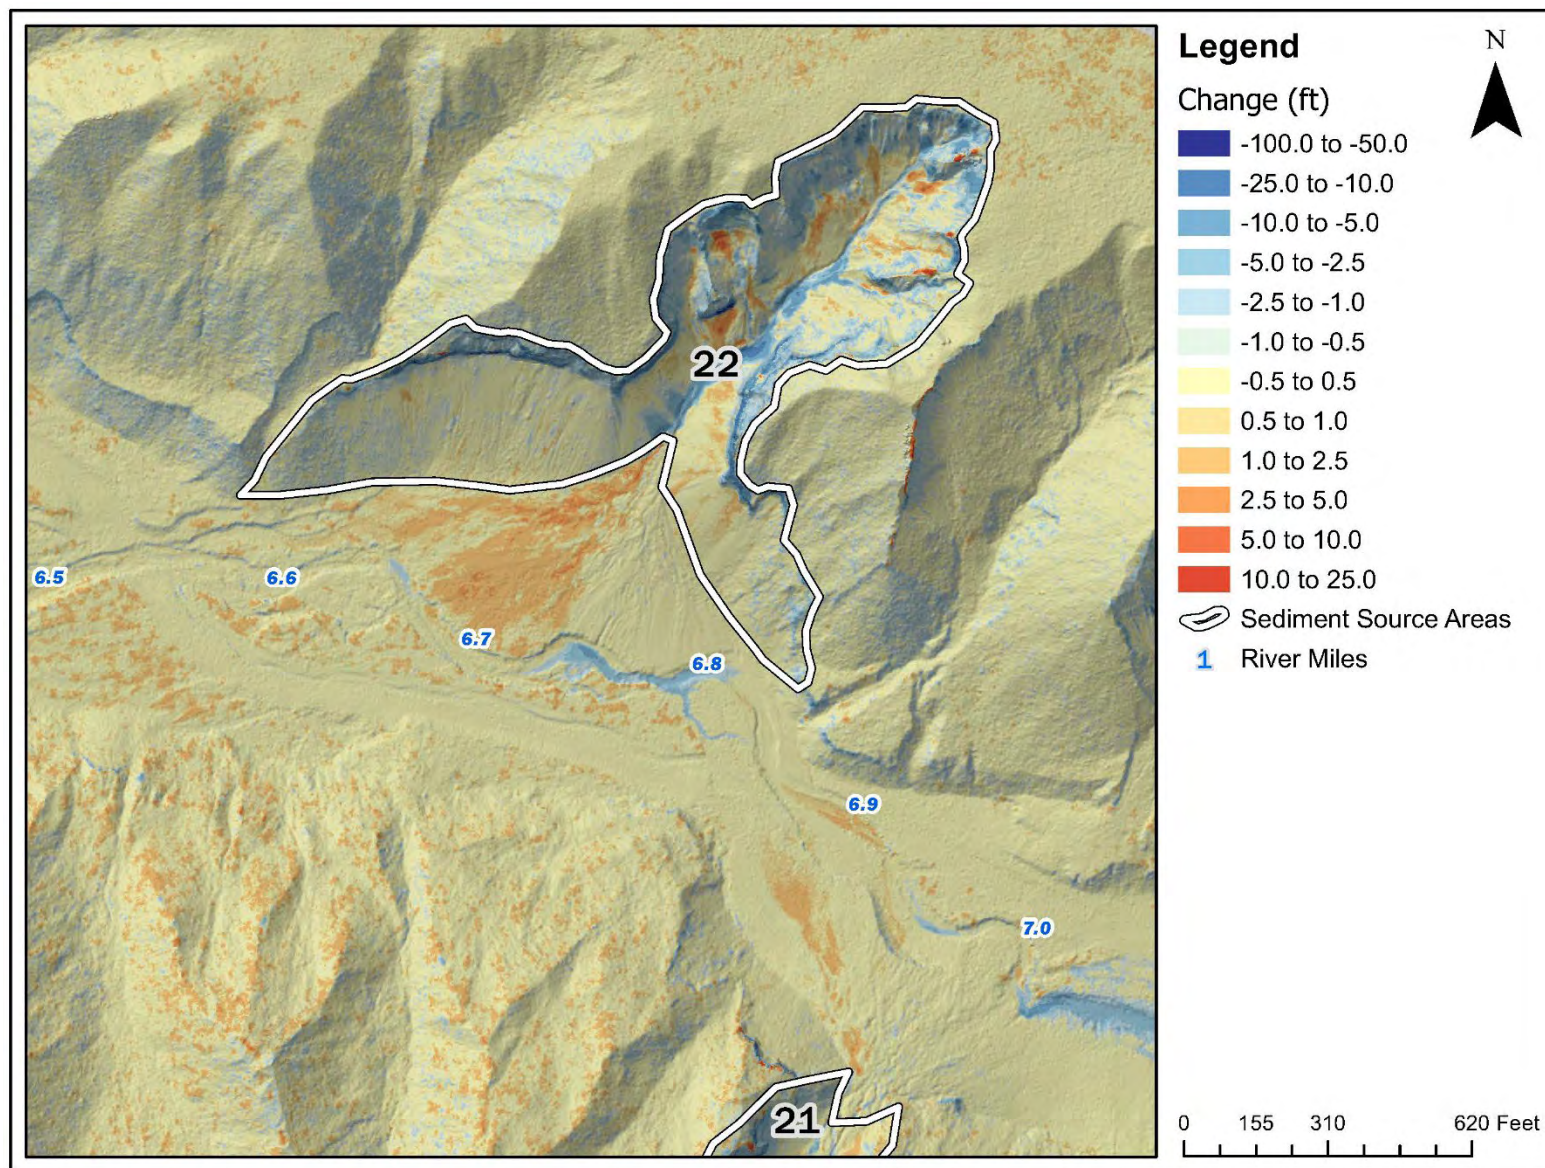 Legend
N
Change (ft)
-100.0 to -50.0
-25.0 to -10.0
-10.0 to -5.0
-5.0 to -2.5
-2.5 to -1.0
-1.0 to -0.5
-0.5 to 0.5
0.5 to 1.0
1.0 to 2.5
2.5 to 5.0
5.0 to 10.0
10.0 to 25.0
Sediment Source Areas
1 River Miles
22
6.5
6.6
6.7
6.8
6.9
7.0
21
0 155 310 620 Feet